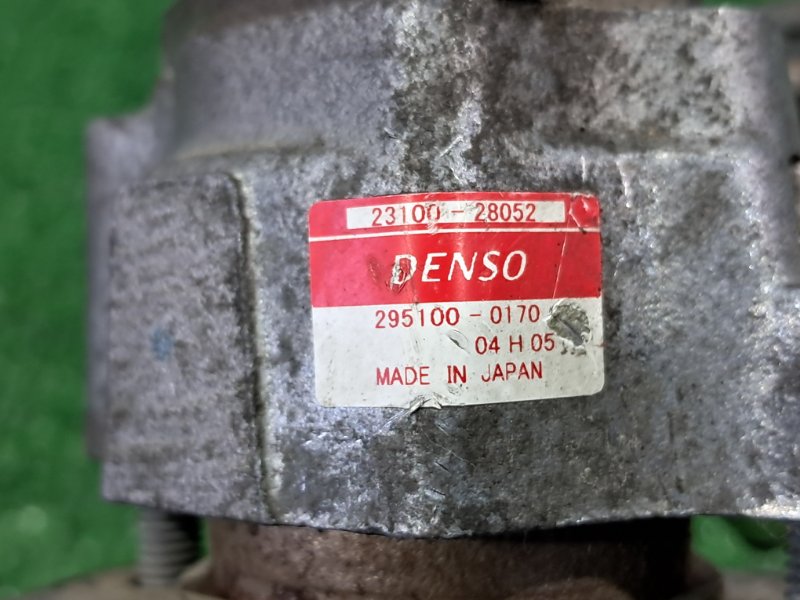 23100-28052
DENSO
295100-0170
04 H 05
MADE IN JAPAN